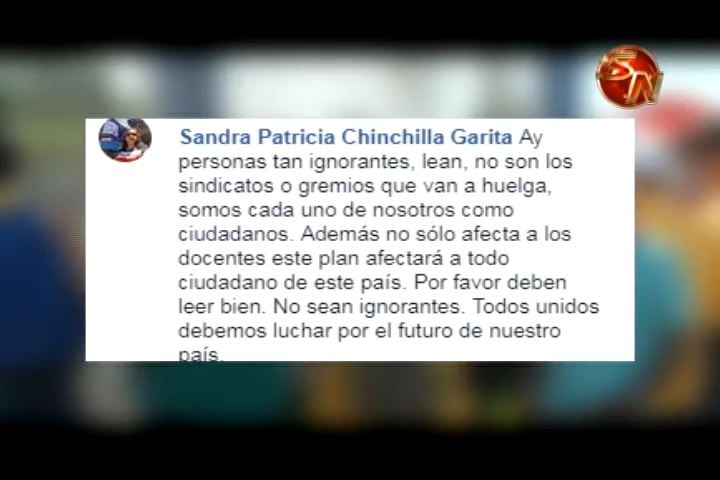 SN
Sandra Patricia Chinchilla Garita Ay
personas tan ignorantes, lean, no son los
sindicatos o gremios que van a huelga,
somos cada uno de nosotros como
ciudadanos. Además no sólo afecta a los
docentes este plan afectará a todo
ciudadano de este país. Por favor deben
leer bien. No sean ignorantes. Todos unidos
debemos luchar por el futuro de nuestro
país.